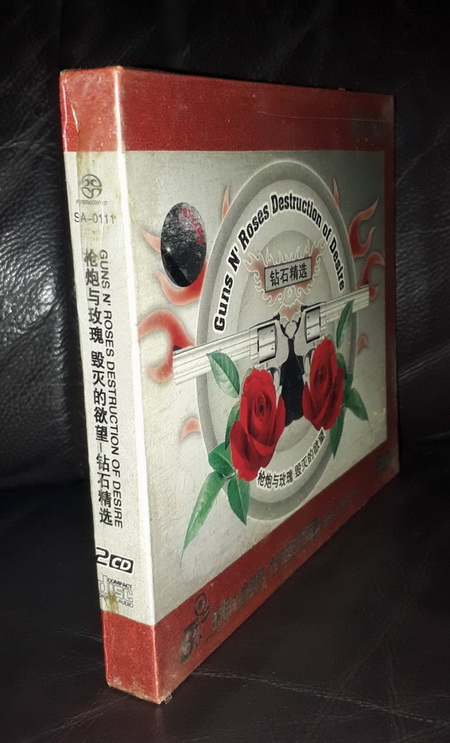 SA-0111
枪炮与玫瑰 毁灭的欲望-钻石精选
GUNS N' ROSES DESTRUCTION OF DESIRE
2CD
COMPACT
disc
Guns N' Roses Destruction of Desire
钻石精选
枪炮与玫瑰 毁灭的欲望